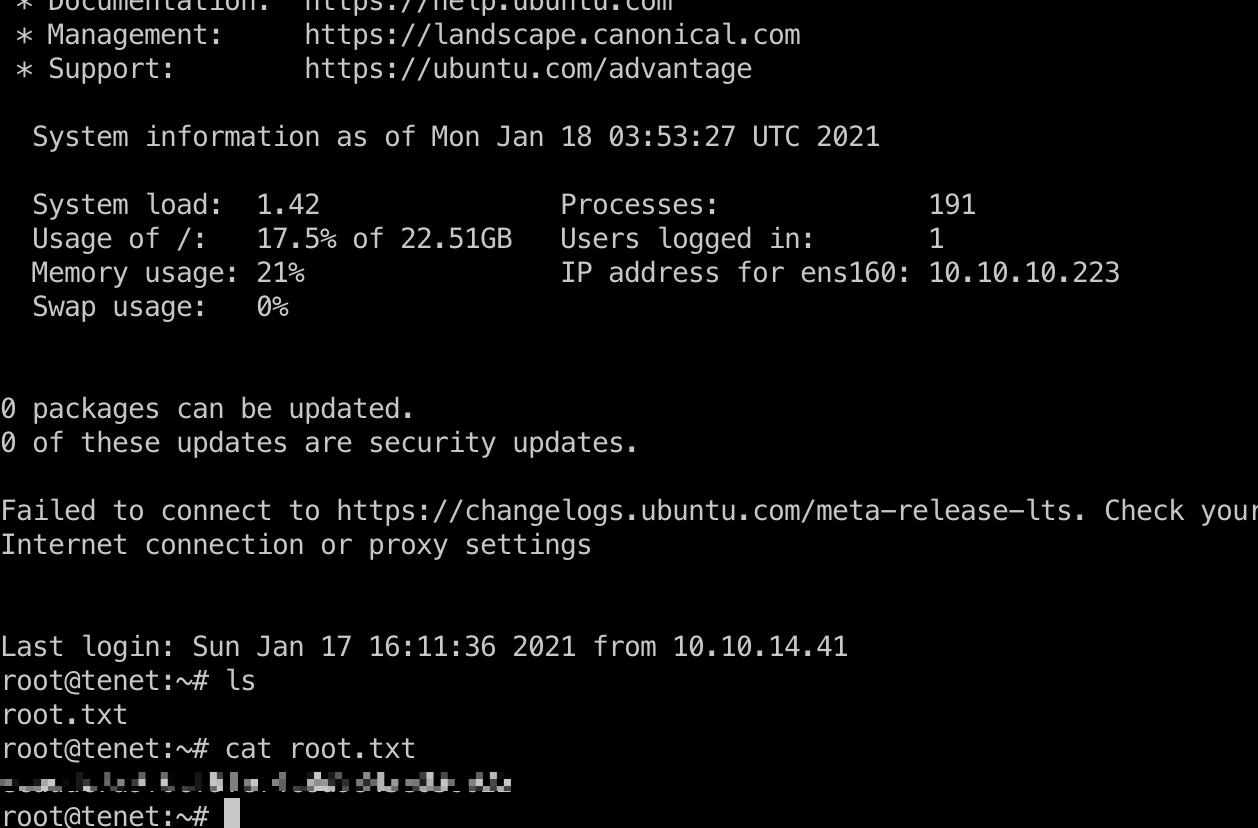 * Documentation:  https://help.ubuntu.com
* Management:     https://landscape.canonical.com
* Support:        https://ubuntu.com/advantage
System information as of Mon Jan 18 03:53:27 UTC 2021
System load:  1.42               Processes:             191
Usage of /:   17.5% of 22.51GB   Users logged in:       1
Memory usage: 21%                IP address for ens160: 10.10.10.223
Swap usage:   0%
0 packages can be updated.
0 of these updates are security updates.
Failed to connect to https://changelogs.ubuntu.com/meta-release-lts. Check your
Internet connection or proxy settings
Last login: Sun Jan 17 16:11:36 2021 from 10.10.14.41
root@tenet:~# ls
root.txt
root@tenet:~# cat root.txt
root@tenet:~#